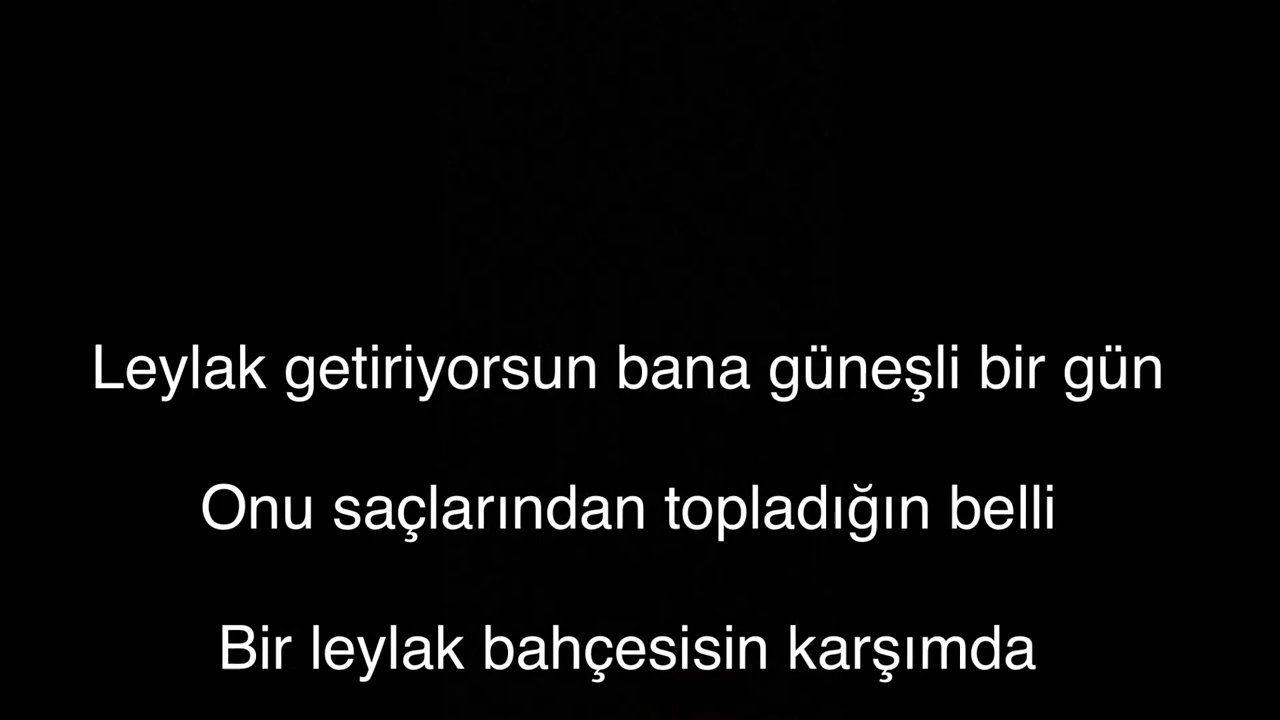 Leylak getiriyorsun bana güneşli bir gün
Onu saçlarından topladığın belli
Bir leylak bahçesisin karşımda